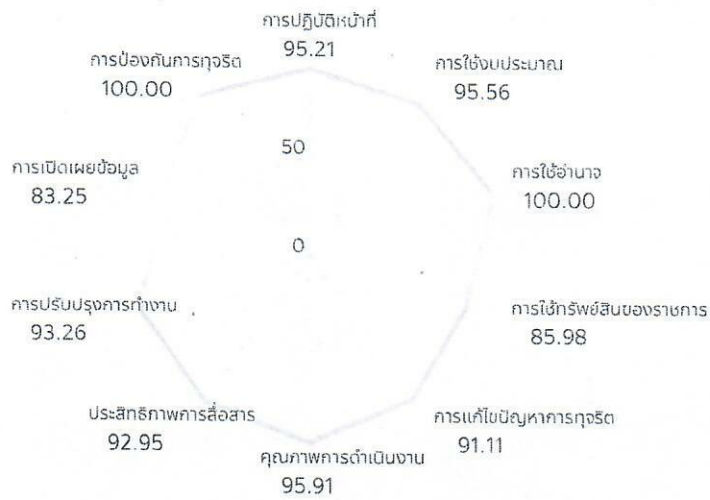 การปฏิบัติหน้าที่
95.21
การป้องกันการทุจริต
100.00
การใช้งบประมาณ
95.56
50
การเปิดเผยข้อมูล
83.25
การใช้อำนาจ
100.00
0
การปรับปรุงการทำงาน
93.26
การใช้ทรัพย์สินของราชการ
85.98
ประสิทธิภาพการสื่อสาร
92.95
การแก้ไขปัญหาการทุจริต
91.11
คุณภาพการดำเนินงาน
95.91